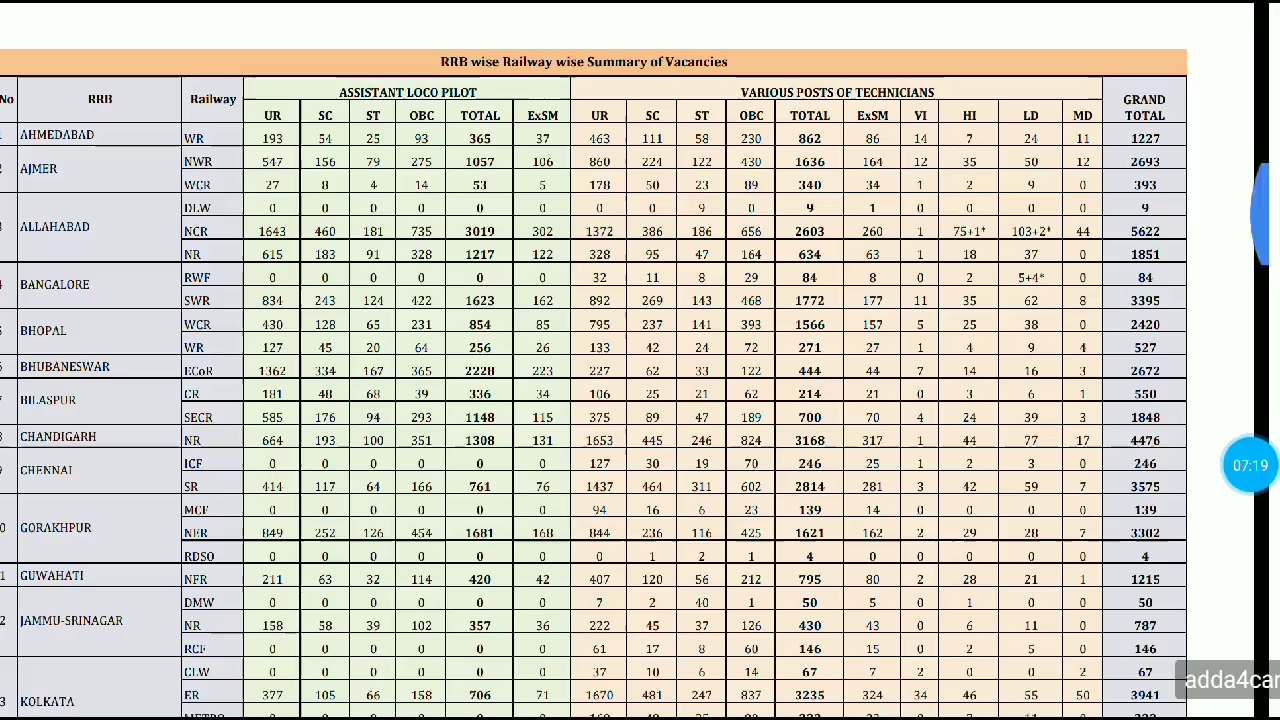 RRB wise Railway wise Summary of Vacancies
No RRB Railway ASSISTANT LOCO PILOT VARIOUS POSTS OF TECHNICIANS GRAND TOTAL
UR SC ST OBC TOTAL ExSM UR SC ST OBC TOTAL ExSM VI HI LD MD
1 AHMEDABAD WR 193 54 25 93 365 37 463 111 58 230 862 86 14 7 24 11 1227
2 AJMER NWR 547 156 79 275 1057 106 860 224 122 430 1636 164 12 35 50 12 2693
WCR 27 8 4 14 53 5 178 50 23 89 340 34 1 2 9 0 393
3 ALLAHABAD DLW 0 0 0 0 0 0 0 0 9 0 9 1 0 0 0 0 9
NCR 1643 460 181 735 3019 302 1372 386 186 656 2603 260 1 75+1* 103+2* 44 5622
NR 615 183 91 328 1217 122 328 95 47 164 634 63 1 18 37 0 1851
4 BANGALORE RWF 0 0 0 0 0 0 32 11 8 29 84 8 0 2 5+4* 0 84
SWR 834 243 124 422 1623 162 892 269 143 468 1772 177 11 35 62 8 3395
5 BHOPAL WCR 430 128 65 231 854 85 795 237 141 393 1566 157 5 25 38 0 2420
WR 127 45 20 64 256 26 133 42 24 72 271 27 1 4 9 4 527
6 BHUBANESWAR ECoR 1362 334 167 365 2228 223 227 62 33 122 444 44 7 14 16 3 2672
7 BILASPUR CR 181 48 68 39 336 34 106 25 21 62 214 21 0 3 6 1 550
SECR 585 176 94 293 1148 115 375 89 47 189 700 70 4 24 39 3 1848
8 CHANDIGARH NR 664 193 100 351 1308 131 1653 445 246 824 3168 317 1 44 77 17 4476
9 CHENNAI ICF 0 0 0 0 0 0 127 30 19 70 246 25 1 2 3 0 246
SR 414 117 64 166 761 76 1437 464 311 602 2814 281 3 42 59 7 3575
0 GORAKHPUR MCF 0 0 0 0 0 0 94 16 6 23 139 14 0 0 0 0 139
NER 849 252 126 454 1681 168 844 236 116 425 1621 162 2 29 28 7 3302
RDSO 0 0 0 0 0 0 0 1 2 1 4 0 0 0 0 0 4
1 GUWAHATI NFR 211 63 32 114 420 42 407 120 56 212 795 80 2 28 21 1 1215
2 JAMMU-SRINAGAR DMW 0 0 0 0 0 0 7 2 40 1 50 5 0 1 0 0 50
NR 158 58 39 102 357 36 222 45 37 126 430 43 0 6 11 0 787
RCF 0 0 0 0 0 0 61 17 8 60 146 15 0 2 5 0 146
3 KOLKATA CLW 0 0 0 0 0 0 37 10 6 14 67 7 2 0 0 2 67
ER 377 105 66 158 706 71 1670 481 247 837 3235 324 34 46 55 50 3941
07:19
adda4car